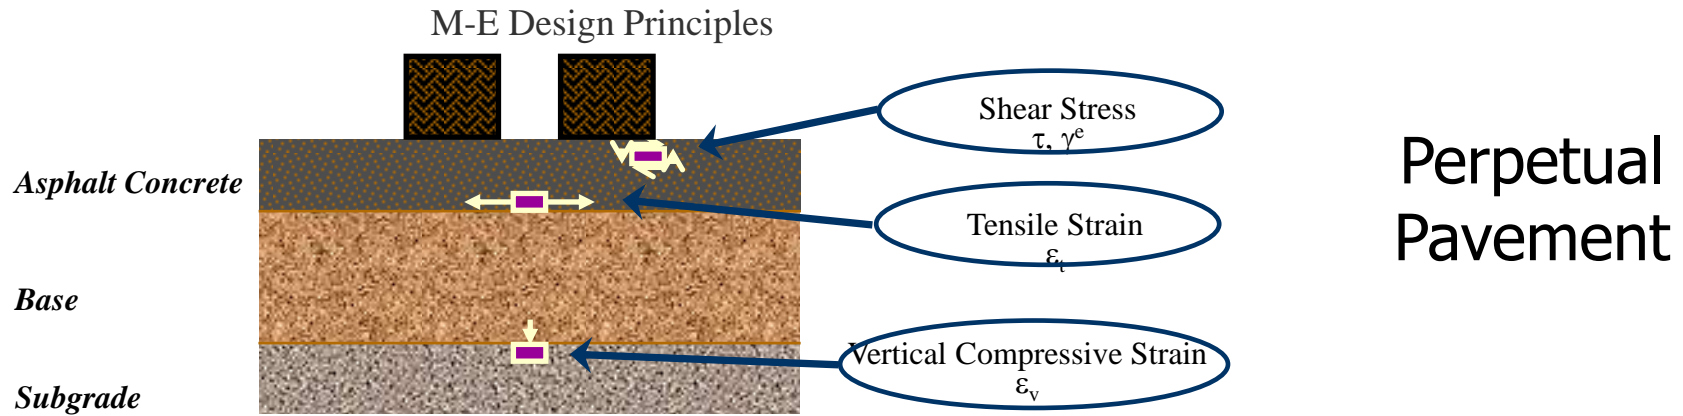 M-E Design Principles
Shear Stress
τ, γᵉ
Asphalt Concrete
Tensile Strain
εₜ
Base
Vertical Compressive Strain
εᵥ
Subgrade
Perpetual
Pavement